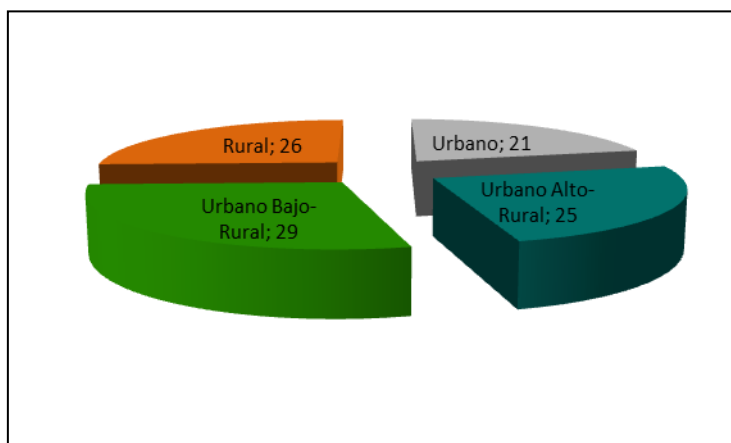 Rural; 26
Urbano; 21
Urbano Bajo-
Rural; 29
Urbano Alto-
Rural; 25